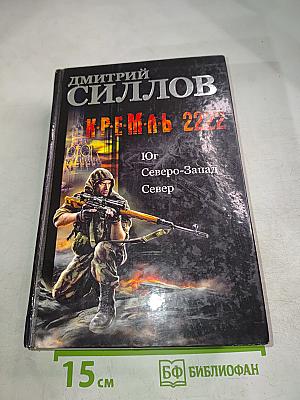 ДМИТРИЙ
СИЛЛОВ
КРЕМЛЬ 2222
Юг
Северо-Запад
Север
15 см
БФ БИБЛИОФАН